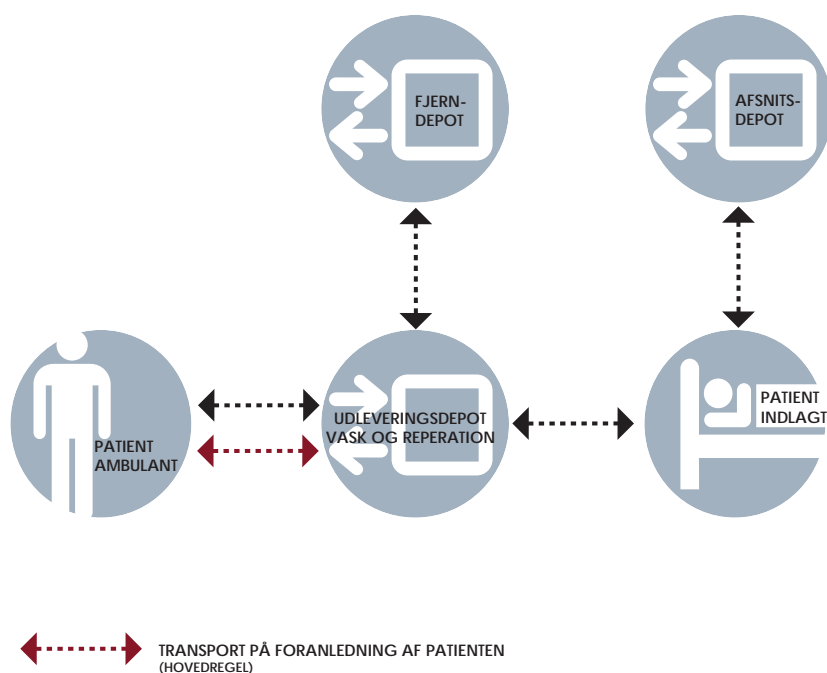 FJERN-
DEPOT
AFSNITS-
DEPOT
PATIENT
AMBULANT
UDLEVERINGSDEPOT
VASK OG REPERATION
PATIENT
INDLAGT
TRANSPORT PÅ FORANLEDNING AF PATIENTEN
(HOVEDREGEL)